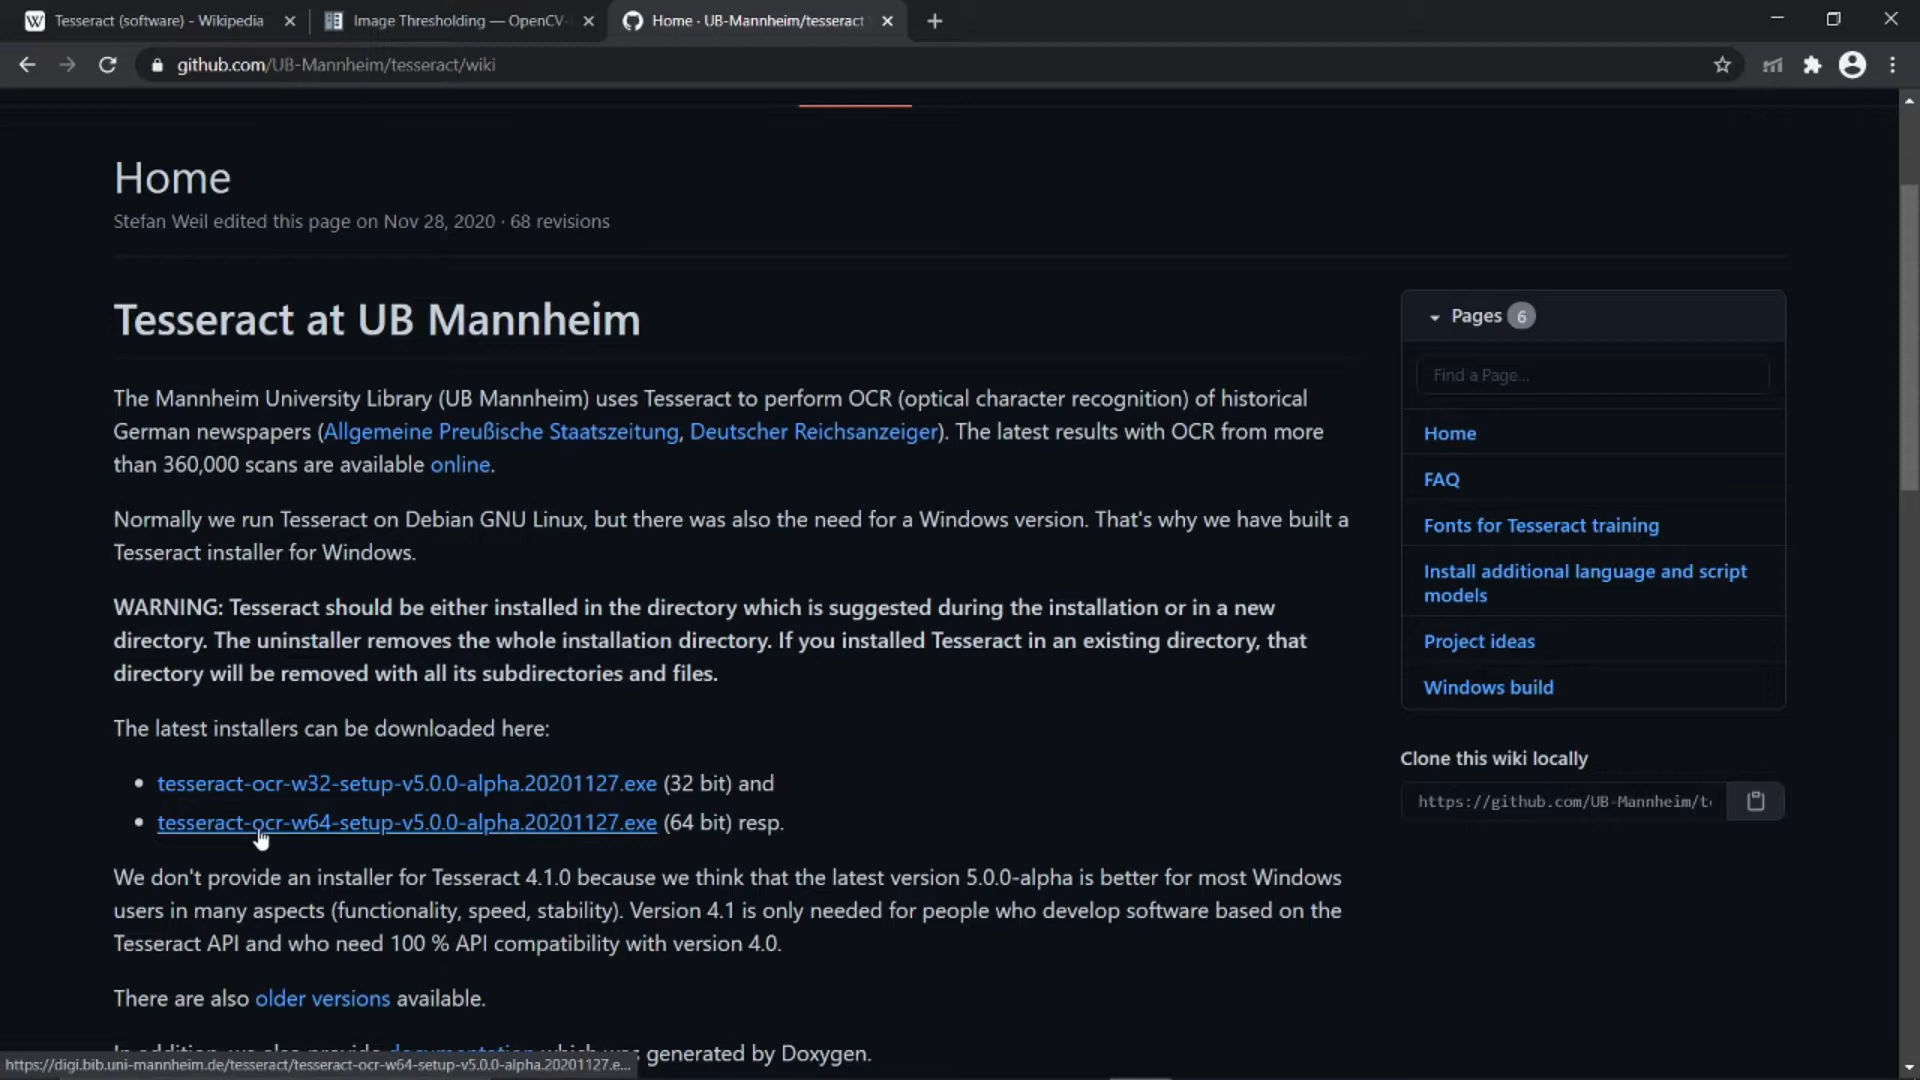 Tesseract (software) - Wikipedia
Image Thresholding — OpenCV-
Home · UB-Mannheim/tesseract
github.com/UB-Mannheim/tesseract/wiki
Home
Stefan Weil edited this page on Nov 28, 2020 · 68 revisions
Tesseract at UB Mannheim
The Mannheim University Library (UB Mannheim) uses Tesseract to perform OCR (optical character recognition) of historical
German newspapers (Allgemeine Preußische Staatszeitung, Deutscher Reichsanzeiger). The latest results with OCR from more
than 360,000 scans are available online.
Normally we run Tesseract on Debian GNU Linux, but there was also the need for a Windows version. That's why we have built a
Tesseract installer for Windows.
WARNING: Tesseract should be either installed in the directory which is suggested during the installation or in a new
directory. The uninstaller removes the whole installation directory. If you installed Tesseract in an existing directory, that
directory will be removed with all its subdirectories and files.
The latest installers can be downloaded here:
• tesseract-ocr-w32-setup-v5.0.0-alpha.20201127.exe (32 bit) and
• tesseract-ocr-w64-setup-v5.0.0-alpha.20201127.exe (64 bit) resp.
We don't provide an installer for Tesseract 4.1.0 because we think that the latest version 5.0.0-alpha is better for most Windows
users in many aspects (functionality, speed, stability). Version 4.1 is only needed for people who develop software based on the
Tesseract API and who need 100 % API compatibility with version 4.0.
There are also older versions available.
In addition, we also provide documentation which was generated by Doxygen.
https://digi.bib.uni-mannheim.de/tesseract/tesseract-ocr-w64-setup-v5.0.0-alpha.20201127.e...
Pages 6
Find a Page...
Home
FAQ
Fonts for Tesseract training
Install additional language and script
models
Project ideas
Windows build
Clone this wiki locally
https://github.com/UB-Mannheim/t